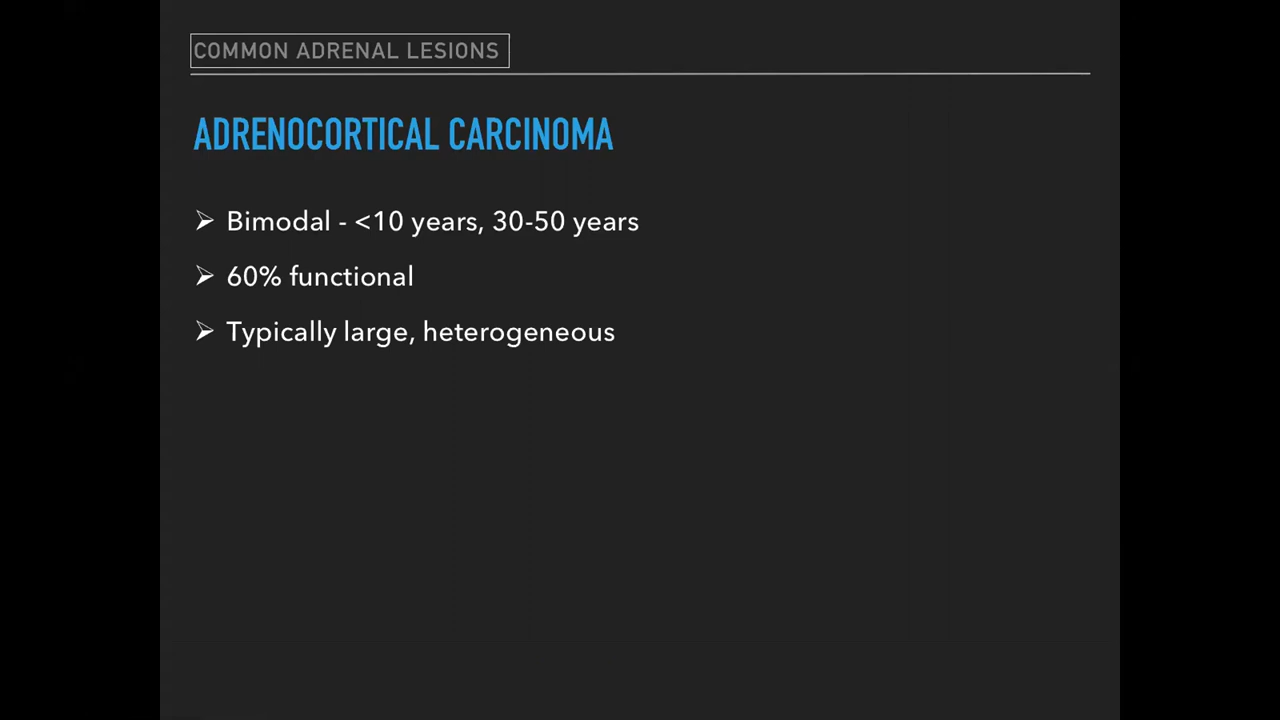 COMMON ADRENAL LESIONS
ADRENOCORTICAL CARCINOMA
➢ Bimodal - <10 years, 30-50 years
➢ 60% functional
➢ Typically large, heterogeneous